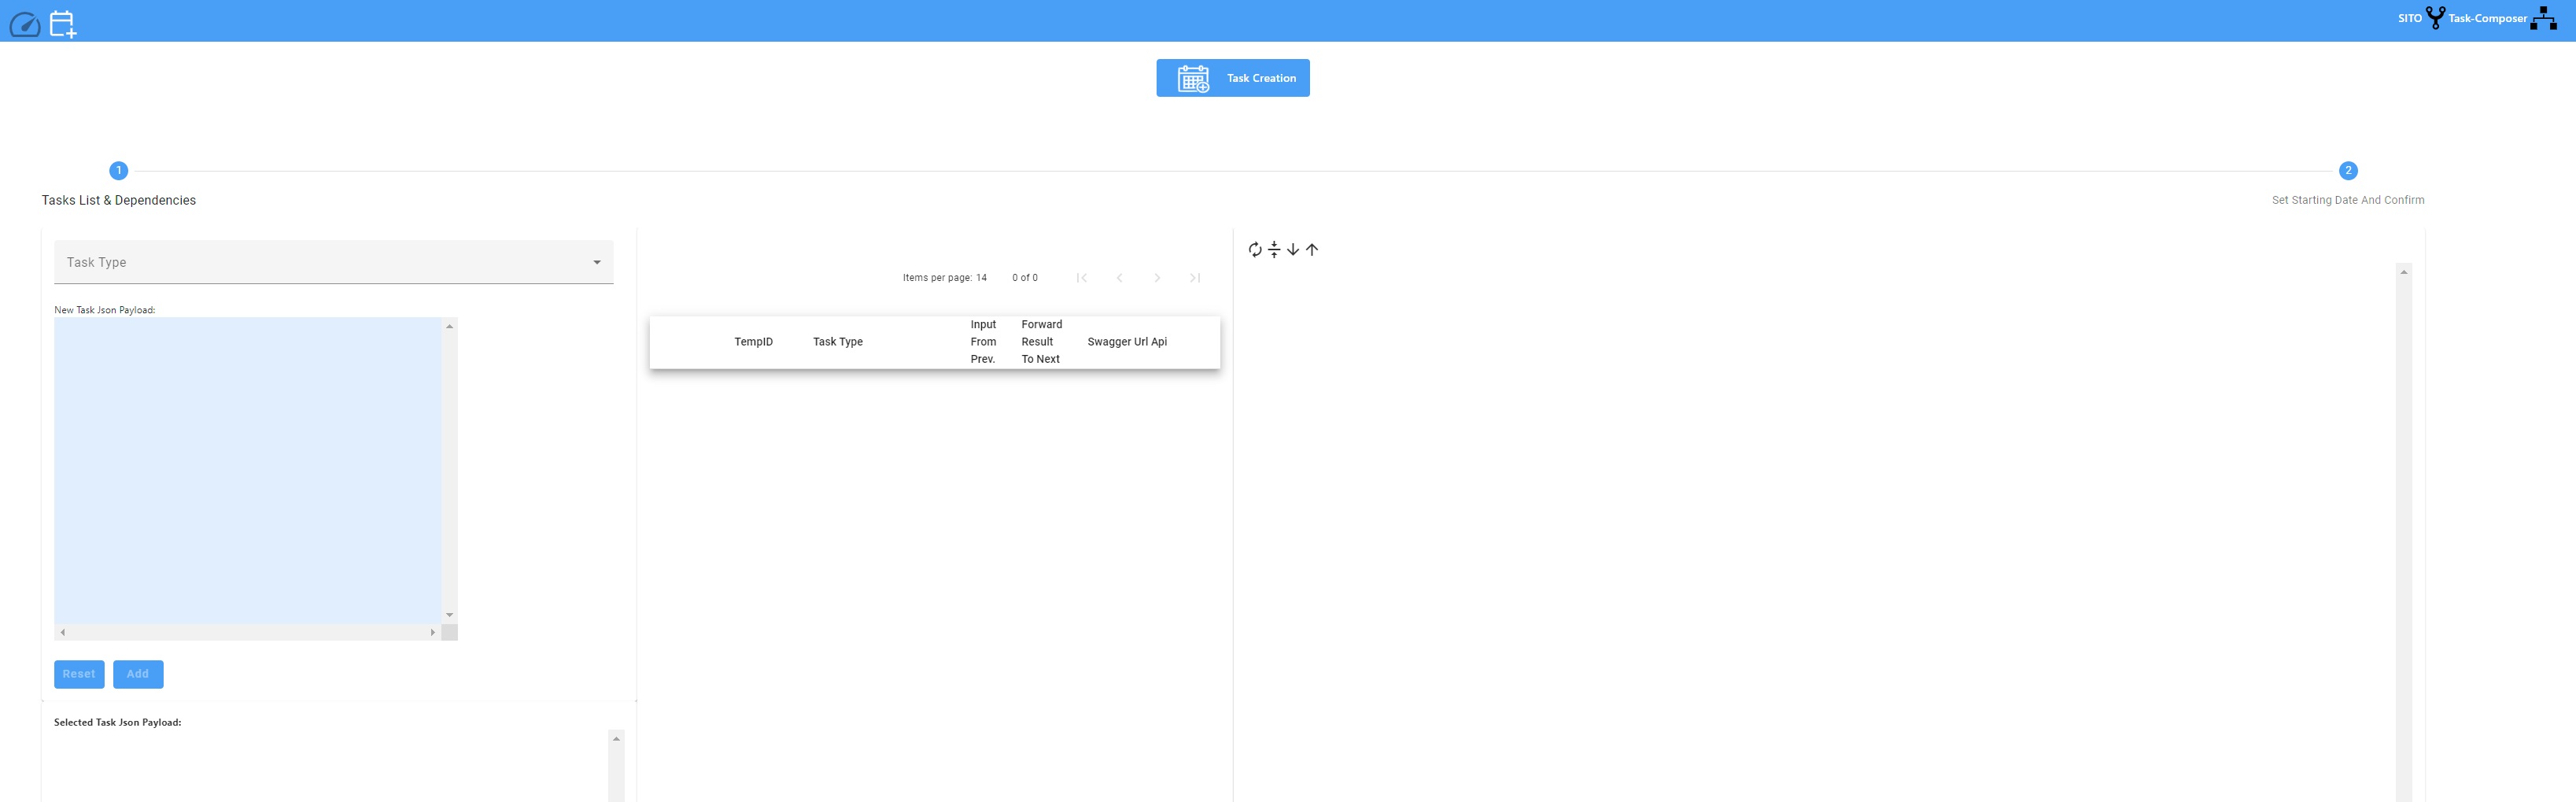 SITO Task-Composer
Task Creation
1
2
Tasks List & Dependencies
Set Starting Date And Confirm
Task Type
New Task Json Payload:
Reset
Add
Selected Task Json Payload:
Items per page: 14
0 of 0
TempID
Task Type
Input
From
Prev.
Forward
Result
To Next
Swagger Url Api